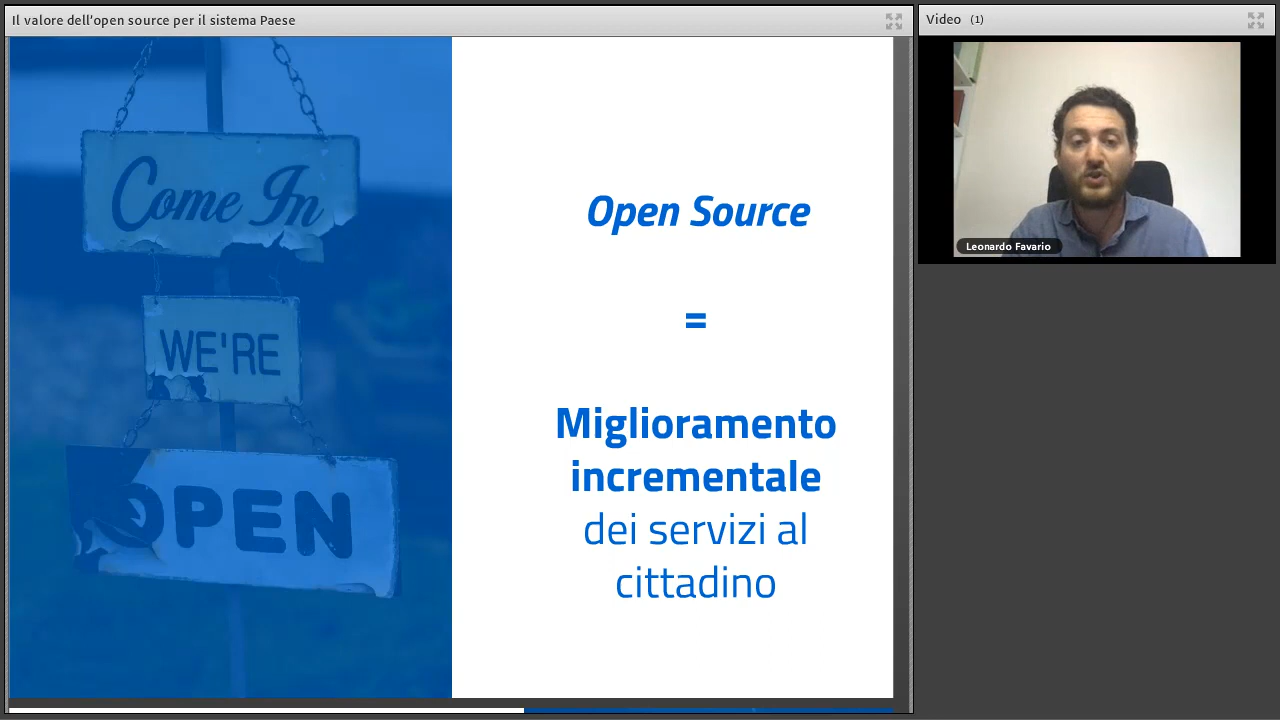 Il valore dell'open source per il sistema Paese
Video (1)
Come In
WE'RE
OPEN
Open Source
=
Miglioramento
incrementale
dei servizi al
cittadino
Leonardo Favario